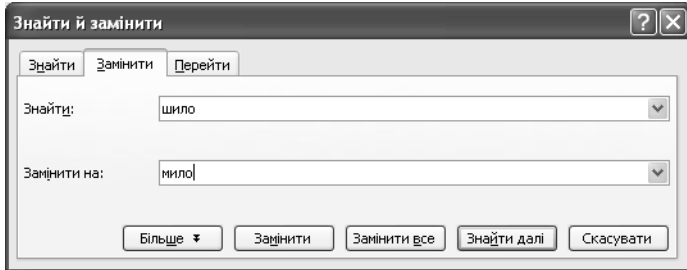 Знайти й замінити
Знайти Замінити Перейти
Знайти: шило
Замінити на: мило
Більше Замінити Замінити все Знайти далі Скасувати